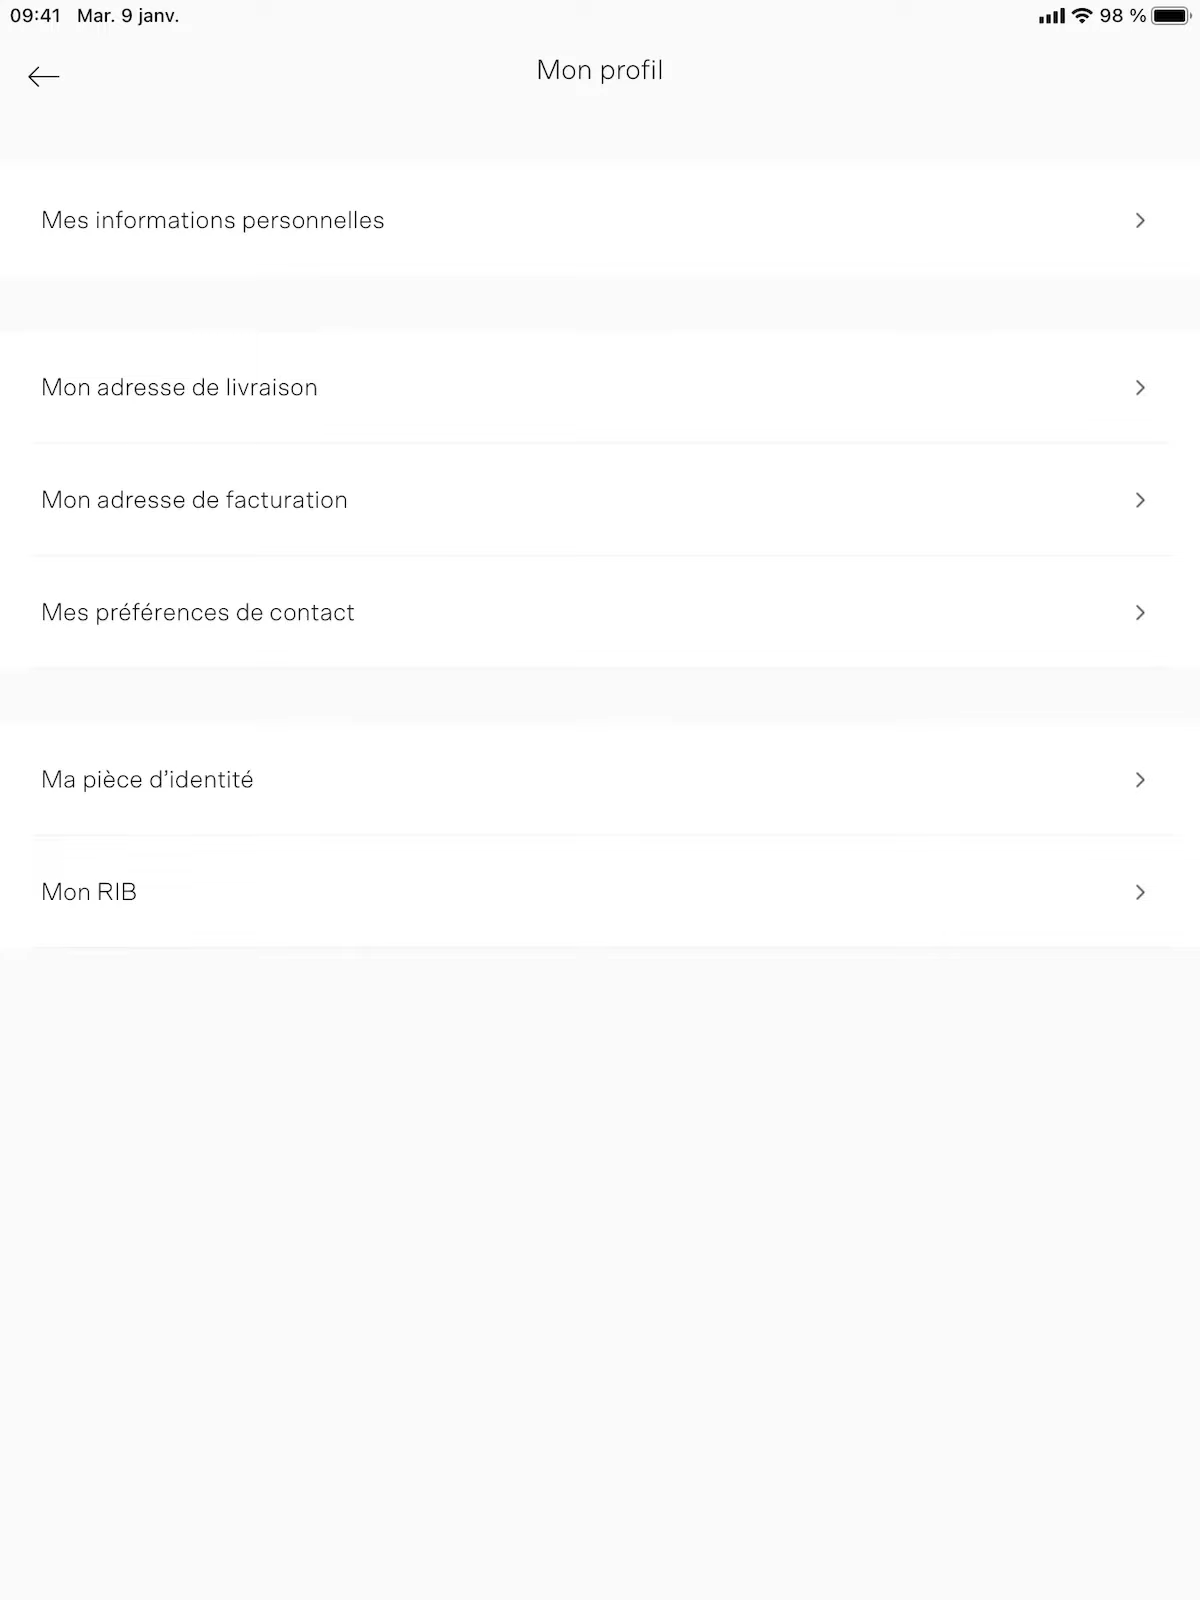 09:41 Mar. 9 janv. 98 %
Mon profil
Mes informations personnelles
Mon adresse de livraison
Mon adresse de facturation
Mes préférences de contact
Ma pièce d’identité
Mon RIB